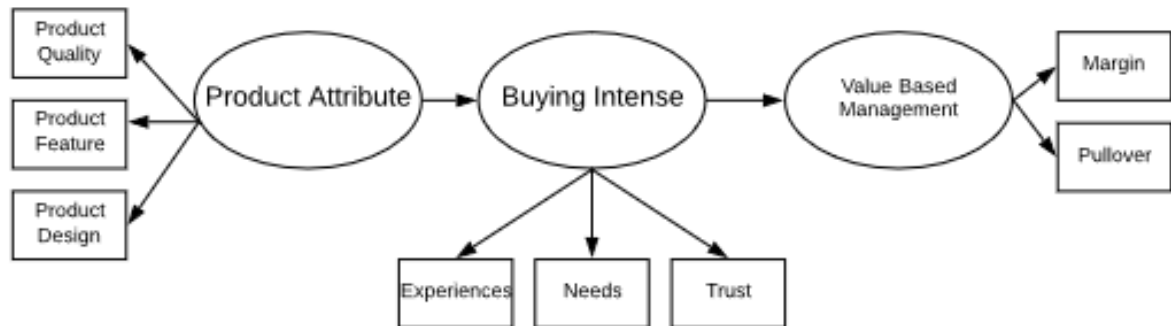 Product
Quality
Product
Feature
Product
Design
Product Attribute
Buying Intense
Experiences
Needs
Trust
Value Based
Management
Margin
Pullover